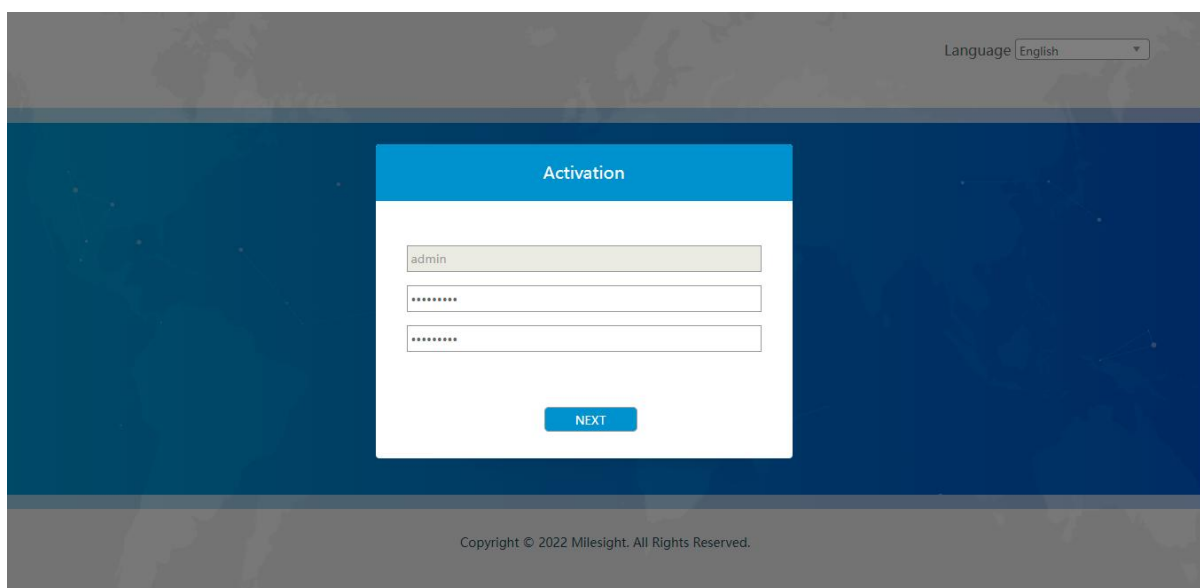 Language English
Activation
admin
•••••••••
•••••••••
NEXT
Copyright © 2022 Milesight. All Rights Reserved.